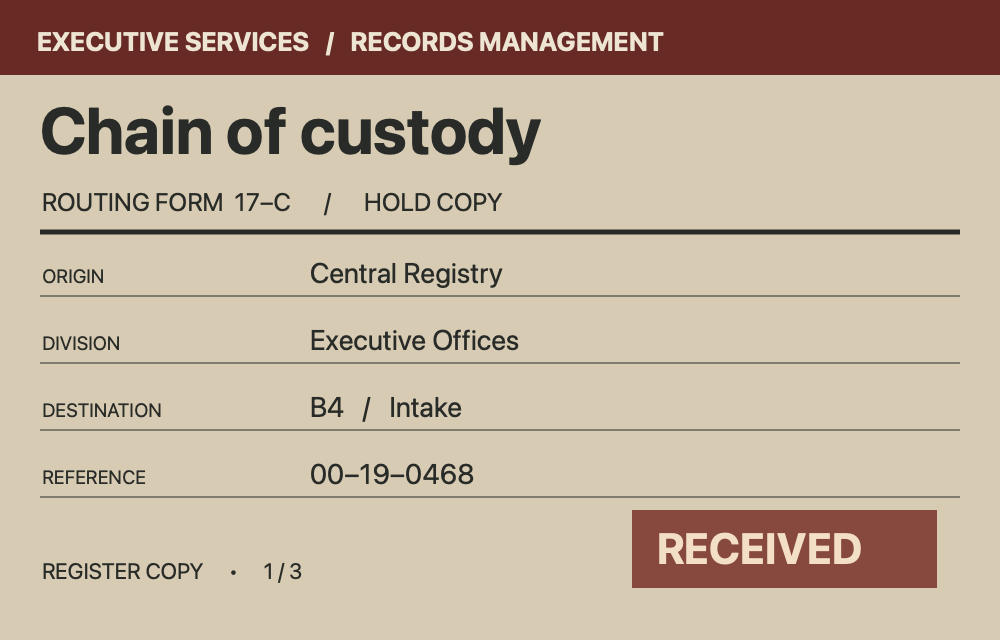 EXECUTIVE SERVICES / RECORDS MANAGEMENT
Chain of custody
ROUTING FORM 17–C / HOLD COPY
ORIGIN Central Registry
DIVISION Executive Offices
DESTINATION B4 / Intake
REFERENCE 00–19–0468
RECEIVED
REGISTER COPY • 1/3